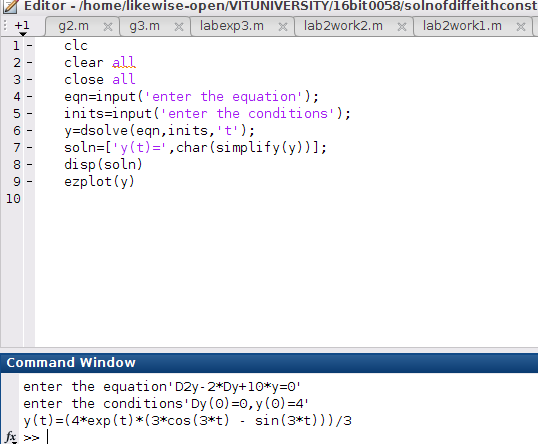 Editor - /home/likewise-open/VITUNIVERSITY/16bit0058/solnofdiffeithconst
+1 g2.m g3.m labexp3.m lab2work2.m lab2work1.m
1 - clc
2 - clear all
3 - close all
4 - eqn=input('enter the equation');
5 - inits=input('enter the conditions');
6 - y=dsolve(eqn,inits,'t');
7 - soln=['y(t)=',char(simplify(y))];
8 - disp(soln)
9 - ezplot(y)
10
Command Window
enter the equation'D2y-2*Dy+10*y=0'
enter the conditions'Dy(0)=0,y(0)=4'
y(t)=(4*exp(t)*(3*cos(3*t) - sin(3*t)))/3
fx >>